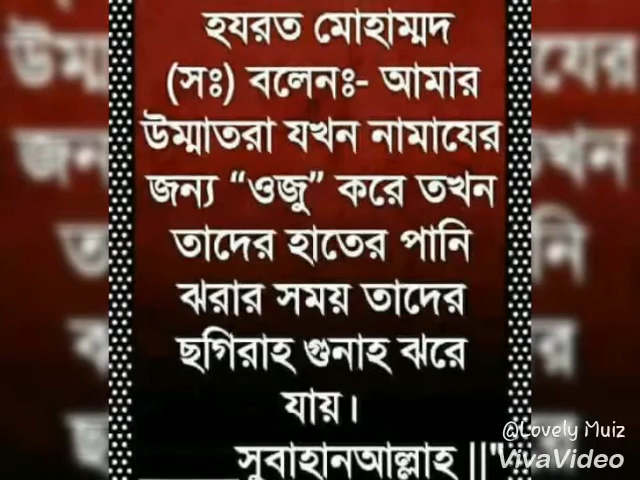 হযরত মোহাম্মদ
(সঃ) বলেনঃ- আমার
উম্মাতরা যখন নামাযের
জন্য “ওজু” করে তখন
তাদের হাতের পানি
ঝরার সময় তাদের
ছগিরাহ গুনাহ ঝরে
যায়।
সুবাহানআল্লাহ ||"
@Lovely Muiz
VivaVideo